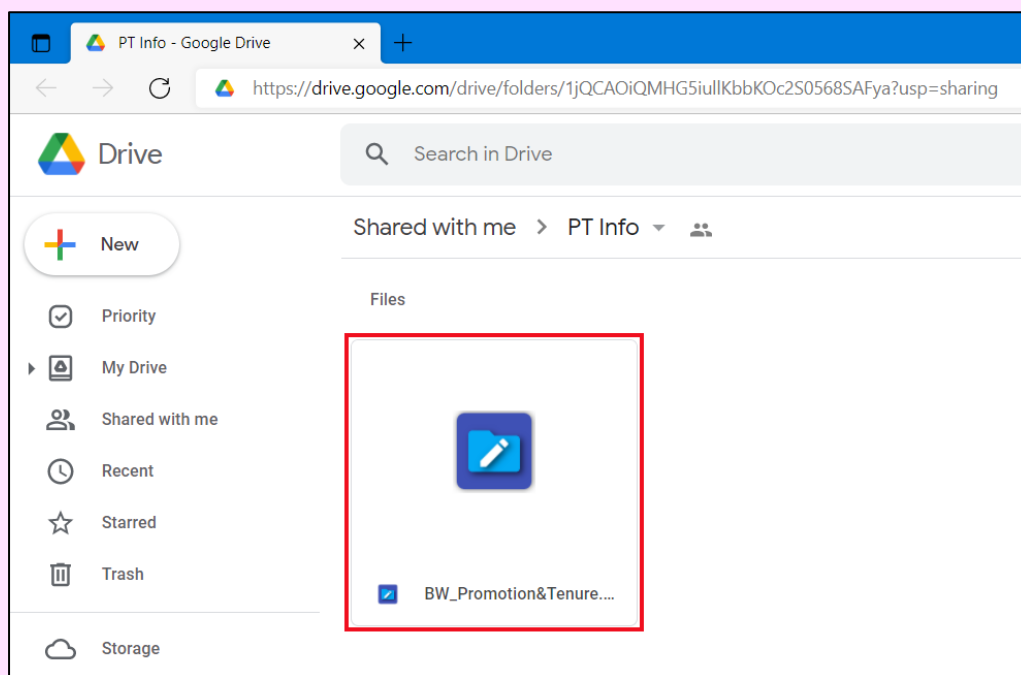 PT Info - Google Drive
https://drive.google.com/drive/folders/1jQCAOiQMHG5iullKbbKOc2S0568SAFya?usp=sharing
Drive
Search in Drive
Shared with me > PT Info
New
Files
Priority
My Drive
Shared with me
Recent
Starred
Trash
BW_Promotion&Tenure....
Storage